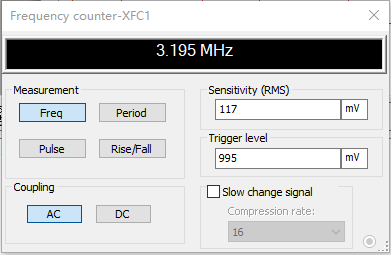 Frequency counter-XFC1
3.195 MHz
Measurement
Freq
Period
Pulse
Rise/Fall
Sensitivity (RMS)
117 mV
Trigger level
995 mV
Coupling
AC
DC
Slow change signal
Compression rate:
16